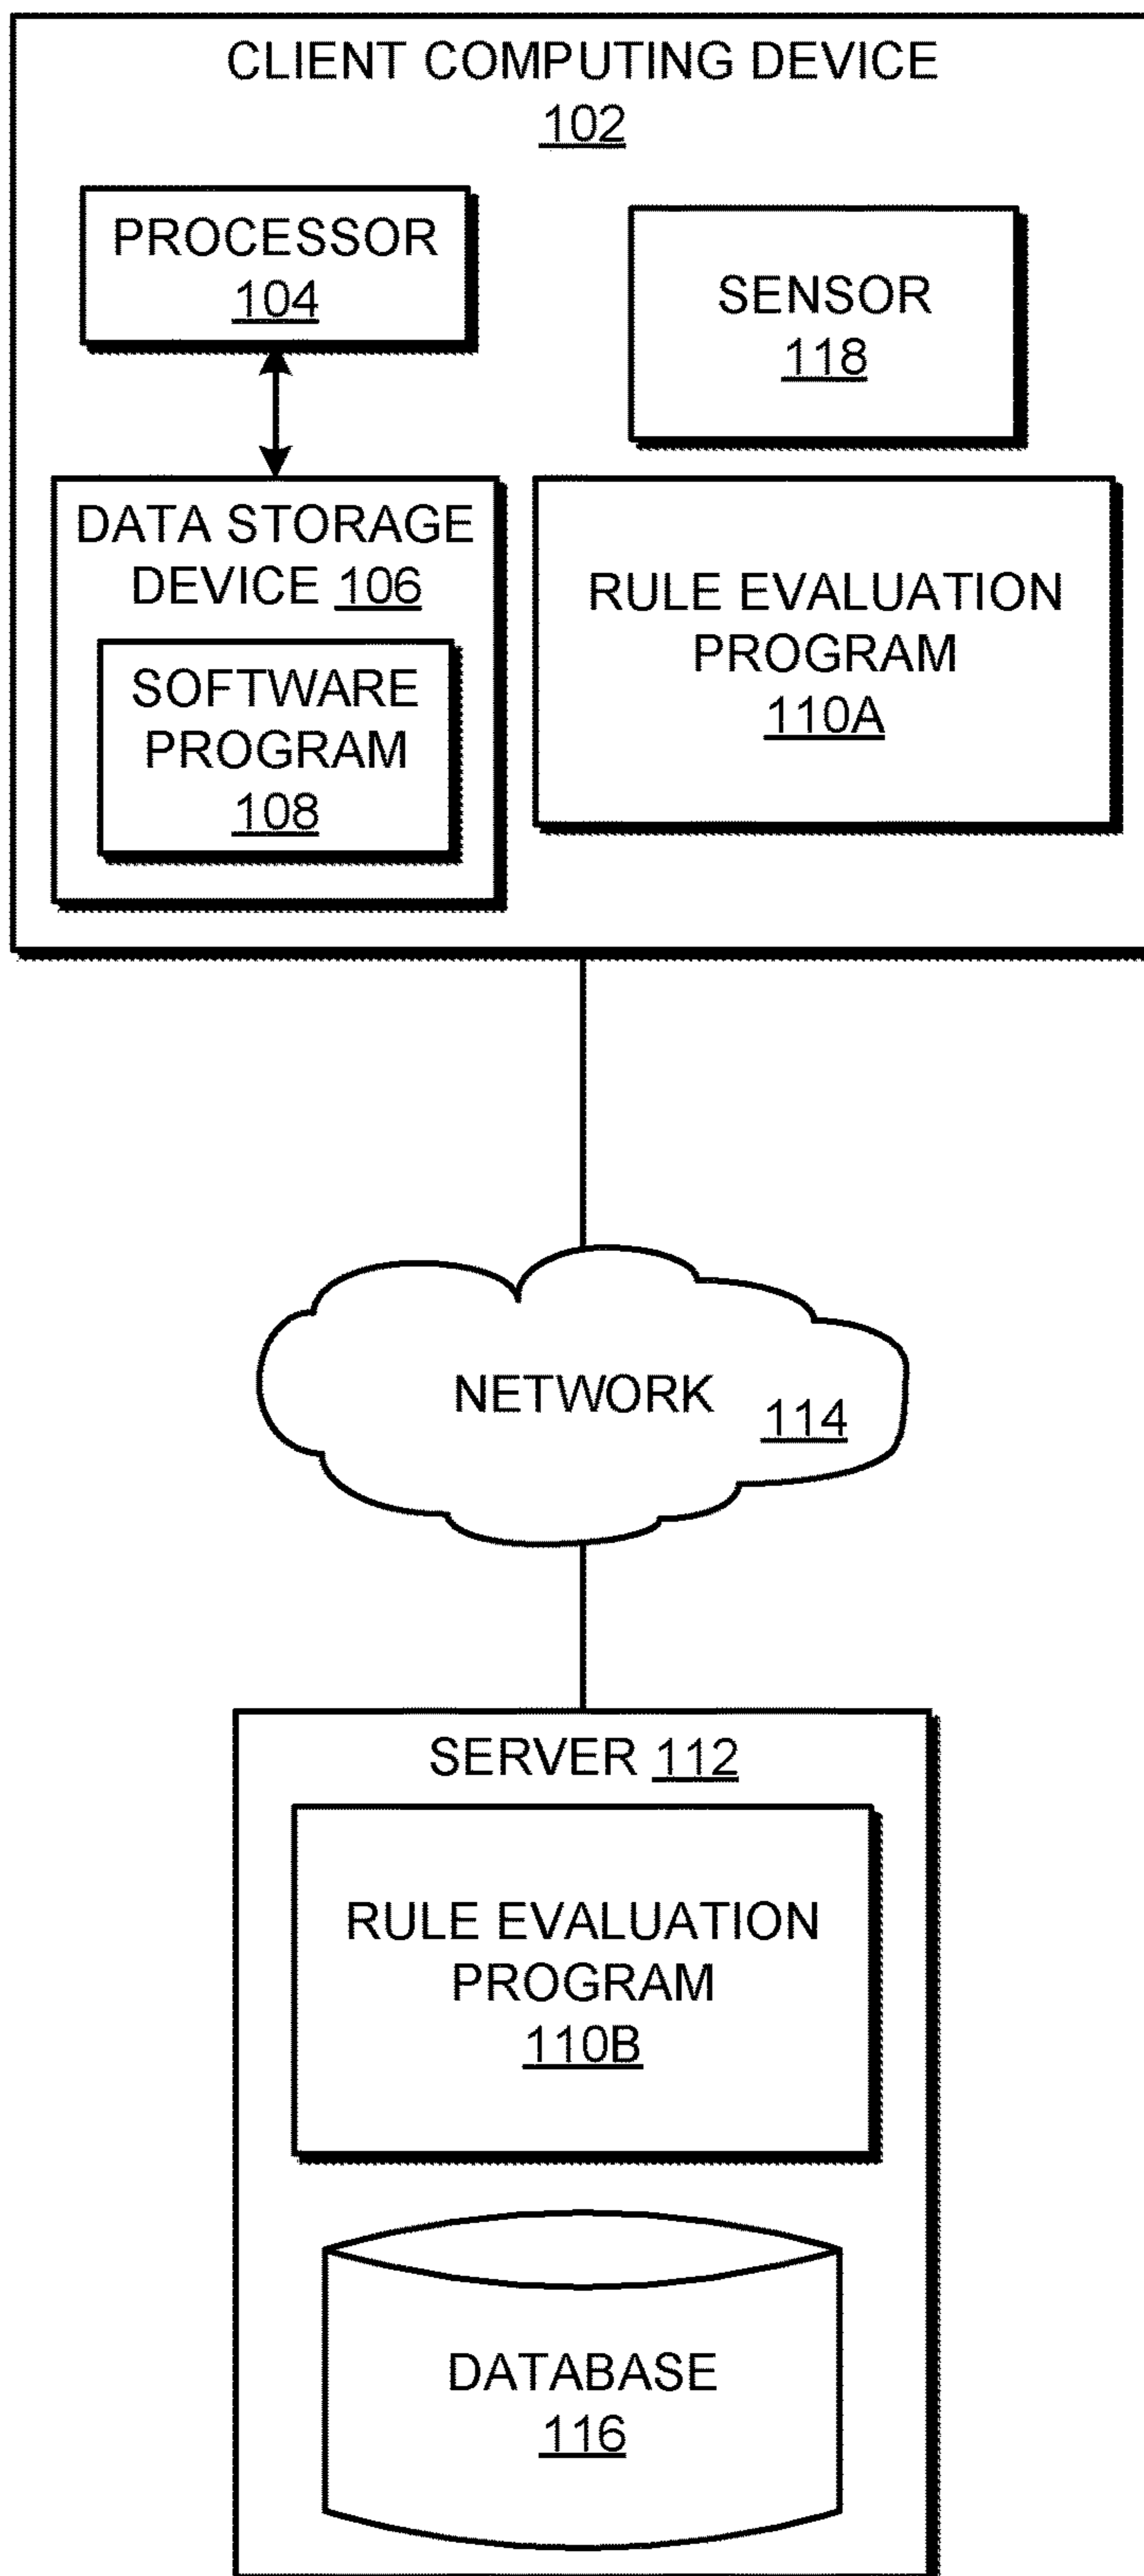 CLIENT COMPUTING DEVICE
102
PROCESSOR
104
SENSOR
118
DATA STORAGE
DEVICE 106
SOFTWARE
PROGRAM
108
RULE EVALUATION
PROGRAM
110A
NETWORK 114
SERVER 112
RULE EVALUATION
PROGRAM
110B
DATABASE
116